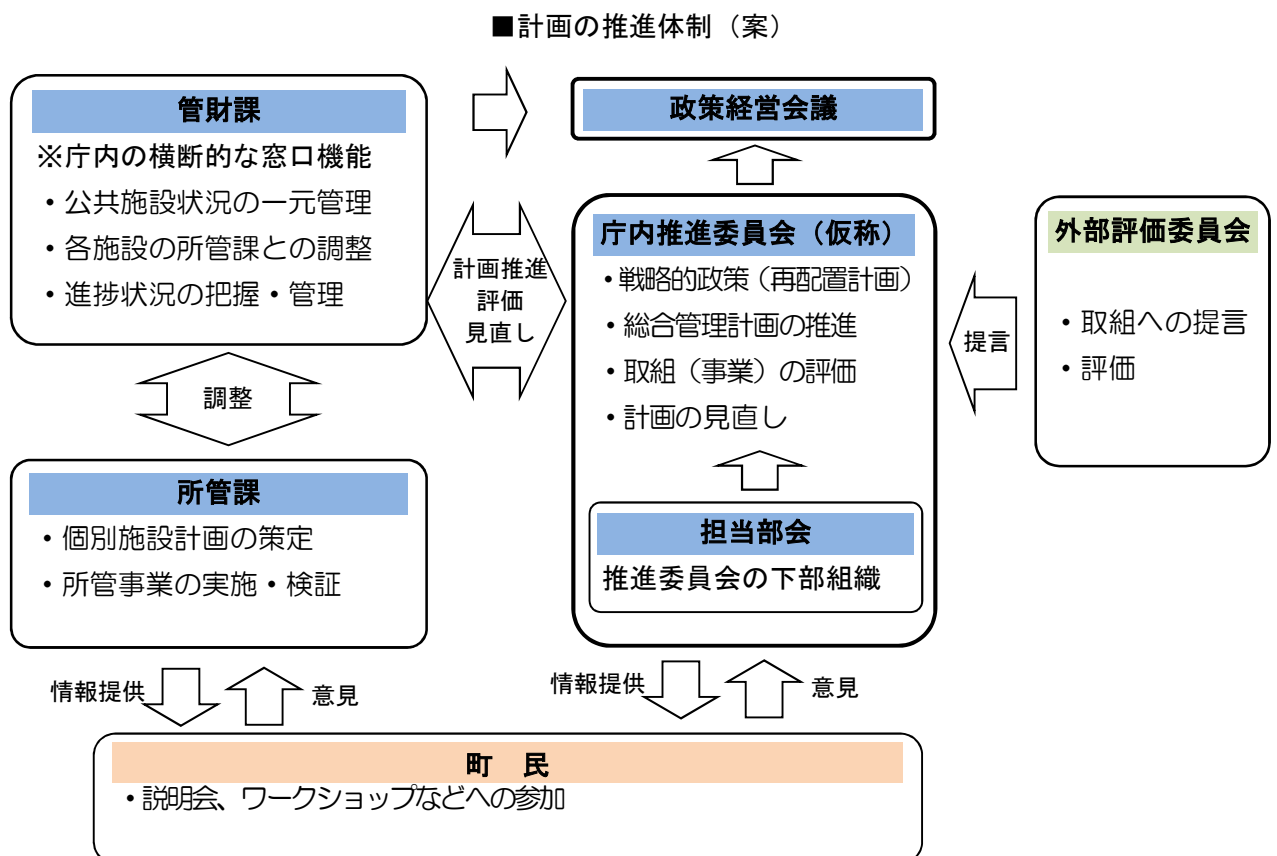 ■計画の推進体制（案）
管財課
※庁内の横断的な窓口機能
・公共施設状況の一元管理
・各施設の所管課との調整
・進捗状況の把握・管理
政策経営会議
計画推進
評価
見直し
庁内推進委員会（仮称）
・戦略的政策（再配置計画）
・総合管理計画の推進
・取組（事業）の評価
・計画の見直し
提言
外部評価委員会
・取組への提言
・評価
調整
所管課
・個別施設計画の策定
・所管事業の実施・検証
担当部会
推進委員会の下部組織
情報提供
意見
情報提供
意見
町　民
・説明会、ワークショップなどへの参加